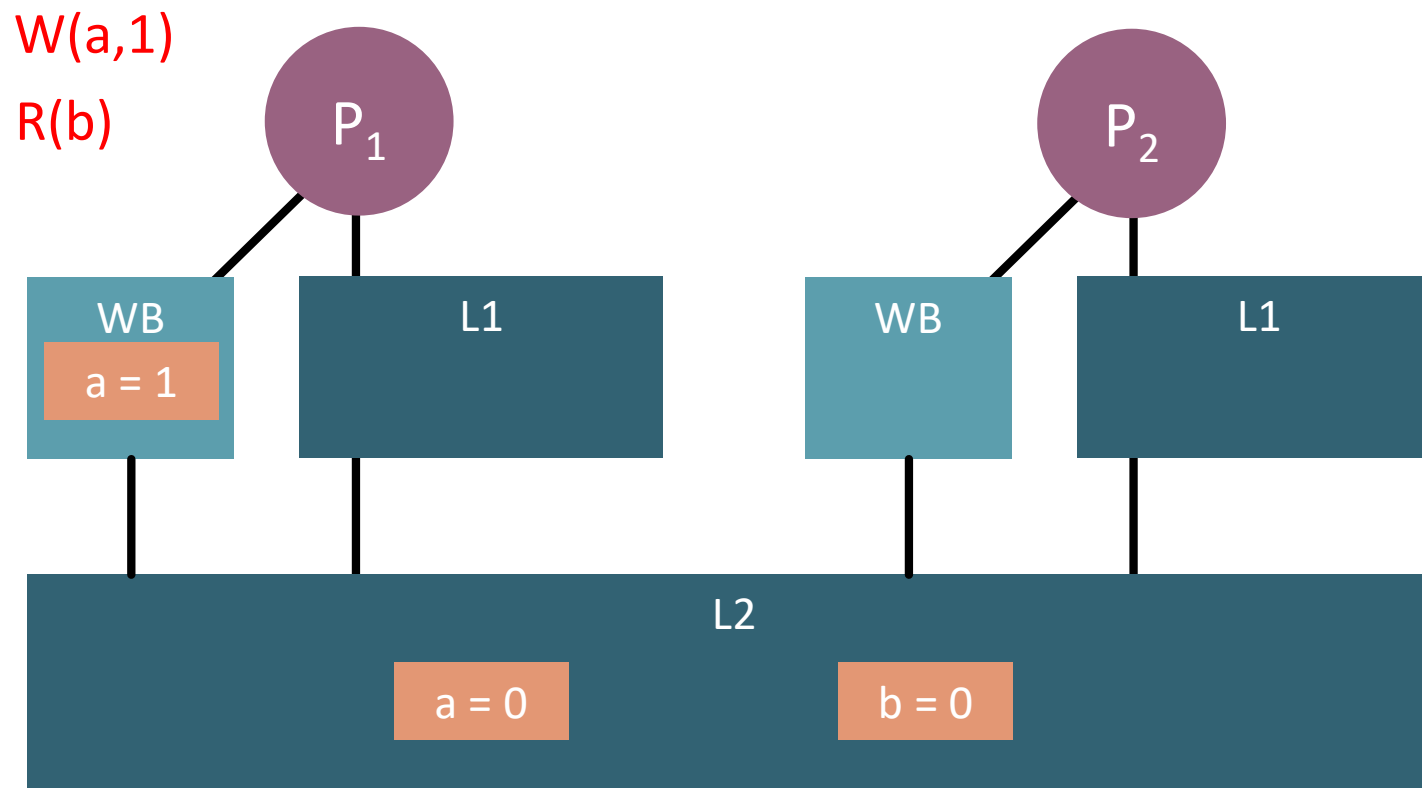 W(a,1)
R(b)
P₁
P₂
WB
L1
WB
L1
a = 1
L2
a = 0
b = 0